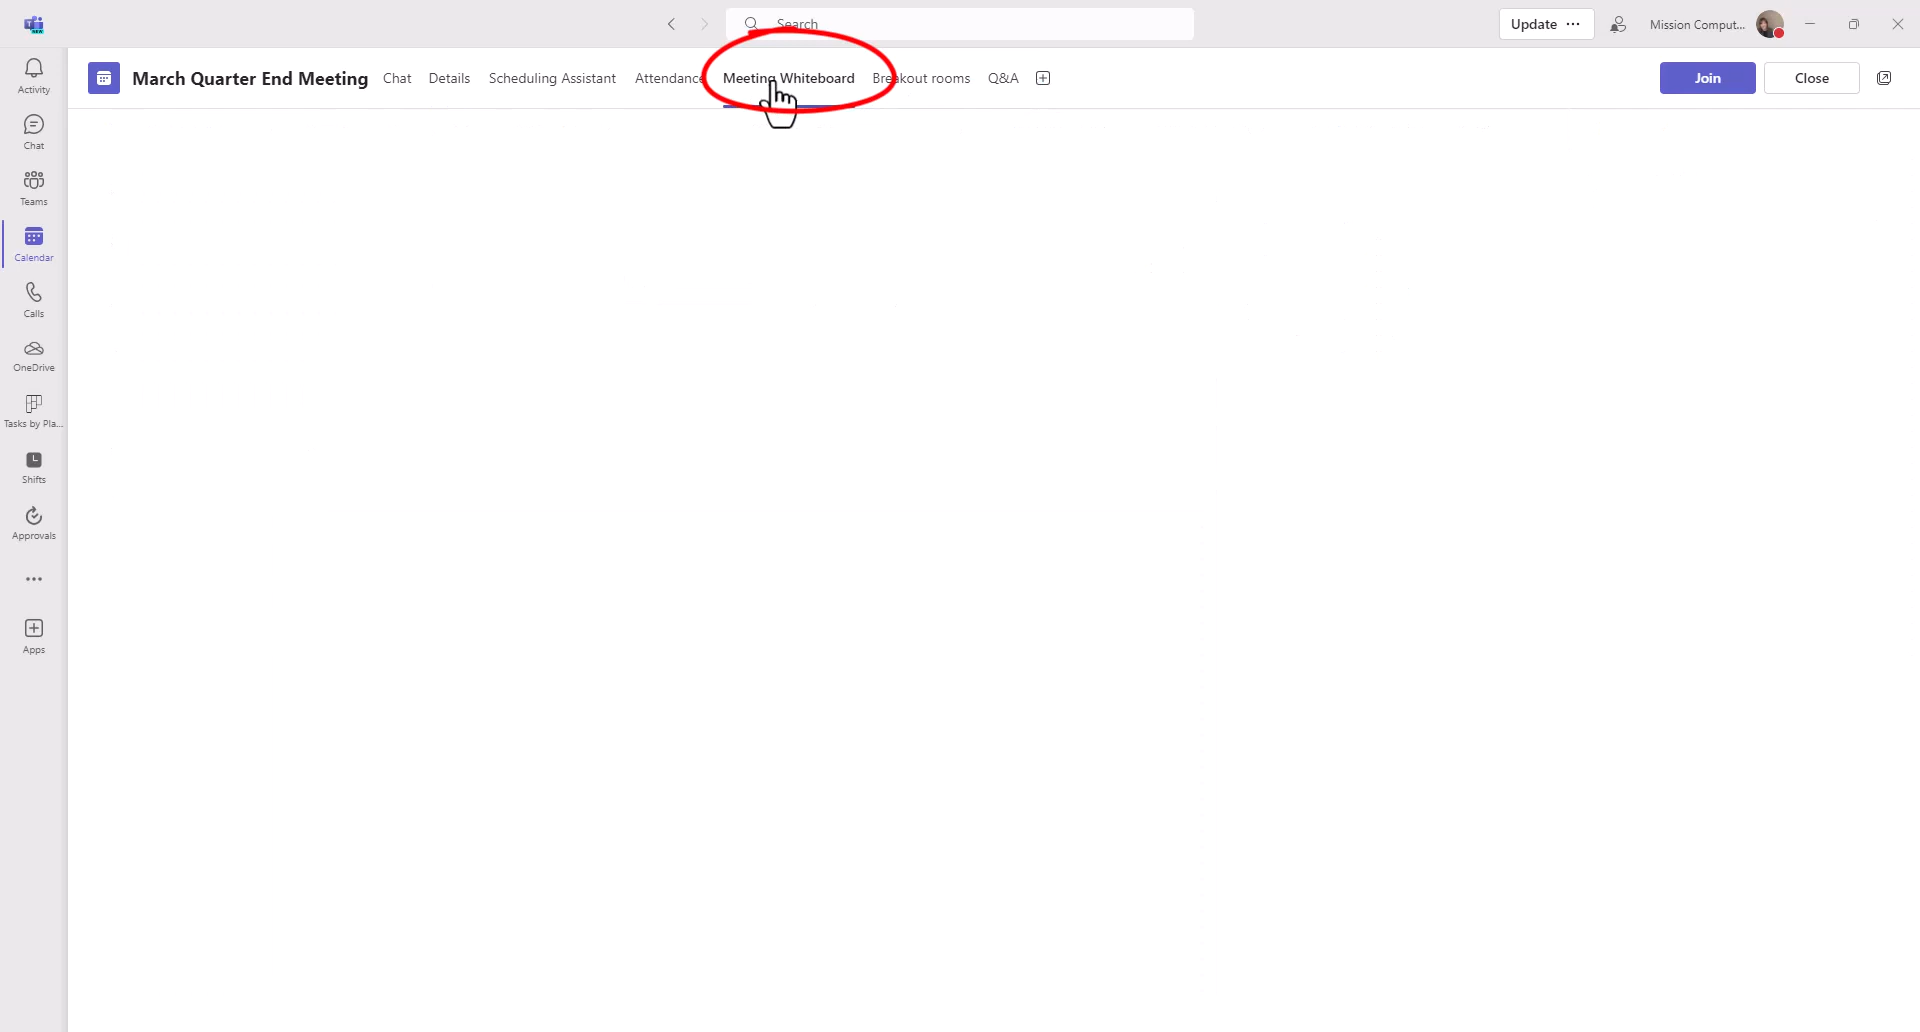 NEW
Search
Update
Mission Comput...
March Quarter End Meeting
Chat
Details
Scheduling Assistant
Attendance
Meeting Whiteboard
Breakout rooms
Q&A
Join
Close
Activity
Chat
Teams
Calendar
Calls
OneDrive
Tasks by Pla...
Shifts
Approvals
Apps